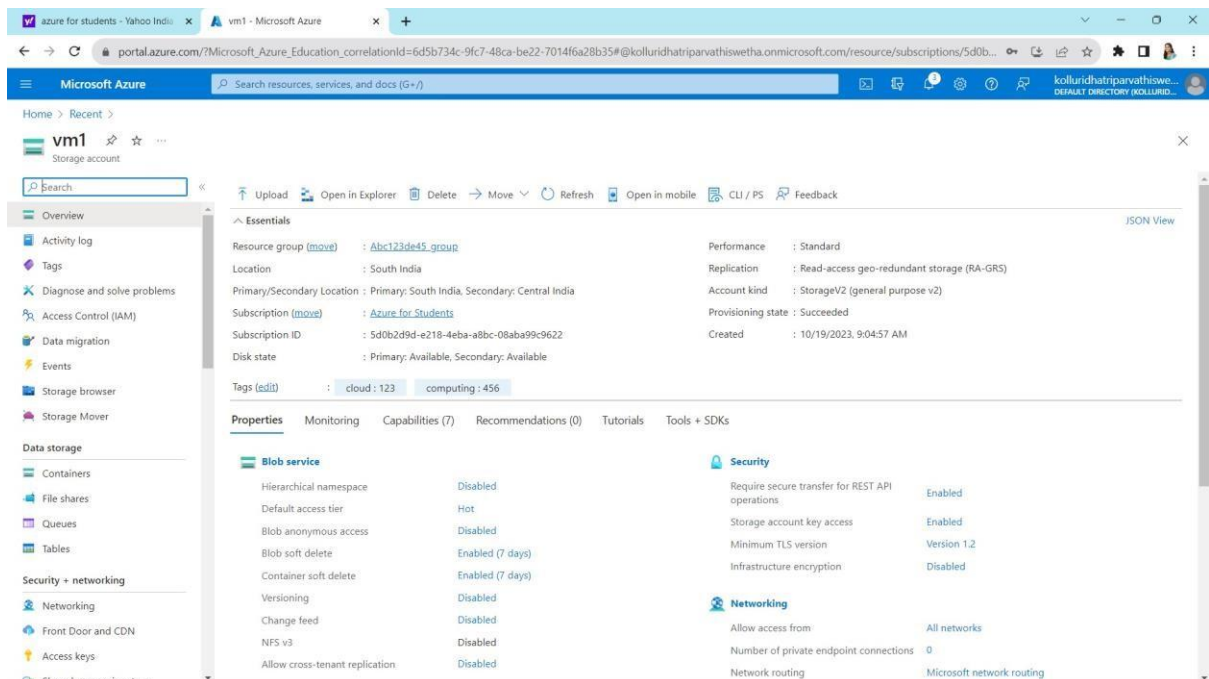 azure for students - Yahoo India
vm1 - Microsoft Azure
portal.azure.com/?Microsoft_Azure_Education_correlationId=6d5b734c-9fc7-48ca-be22-7014f6a28b35#@kolluridhatriparvathiswetha.onmicrosoft.com/resource/subscriptions/5d0b...
Microsoft Azure
Search resources, services, and docs (G+/)
1
kolluridhatriparvathiswe...
DEFAULT DIRECTORY (KOLLURID...
Home > Recent >
vm1
Storage account
Search
Overview
Activity log
Tags
Diagnose and solve problems
Access Control (IAM)
Data migration
Events
Storage browser
Storage Mover
Data storage
Containers
File shares
Queues
Tables
Security + networking
Networking
Front Door and CDN
Access keys
Upload Open in Explorer Delete Move Refresh Open in mobile CLI / PS Feedback
Essentials
JSON View
Resource group (move) : Abc123de45_group
Location : South India
Primary/Secondary Location : Primary: South India, Secondary: Central India
Subscription (move) : Azure for Students
Subscription ID : 5d0b2d9d-e218-4eba-a8bc-08aba99c9622
Disk state : Primary: Available, Secondary: Available
Performance : Standard
Replication : Read-access geo-redundant storage (RA-GRS)
Account kind : StorageV2 (general purpose v2)
Provisioning state : Succeeded
Created : 10/19/2023, 9:04:57 AM
Tags (edit) : cloud : 123 computing : 456
Properties Monitoring Capabilities (7) Recommendations (0) Tutorials Tools + SDKs
Blob service
Hierarchical namespace Disabled
Default access tier Hot
Blob anonymous access Disabled
Blob soft delete Enabled (7 days)
Container soft delete Enabled (7 days)
Versioning Disabled
Change feed Disabled
NFS v3 Disabled
Allow cross-tenant replication Disabled
Security
Require secure transfer for REST API
operations Enabled
Storage account key access Enabled
Minimum TLS version Version 1.2
Infrastructure encryption Disabled
Networking
Allow access from All networks
Number of private endpoint connections 0
Network routing Microsoft network routing